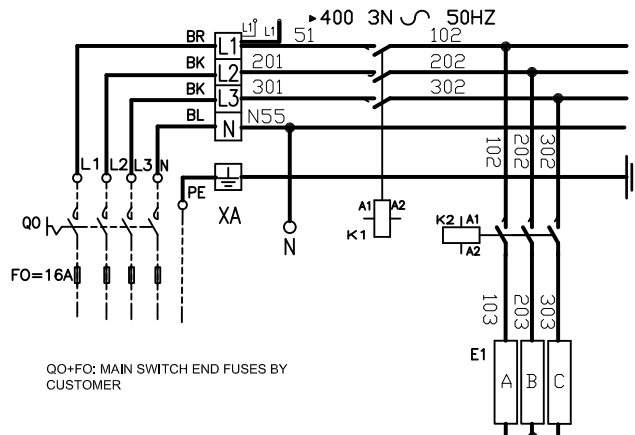 ▸400 3N 50HZ
L1 L1
BR L1 51 102
BK L2 201 202
BK L3 301 302
BL N N55
L1 L2 L3 N
PE
XA
N
A1 A2
K1
K2 A1
A2
102 202 302
QO
FO=16A
103 203 303
E1
A B C
QO+FO: MAIN SWITCH END FUSES BY
CUSTOMER